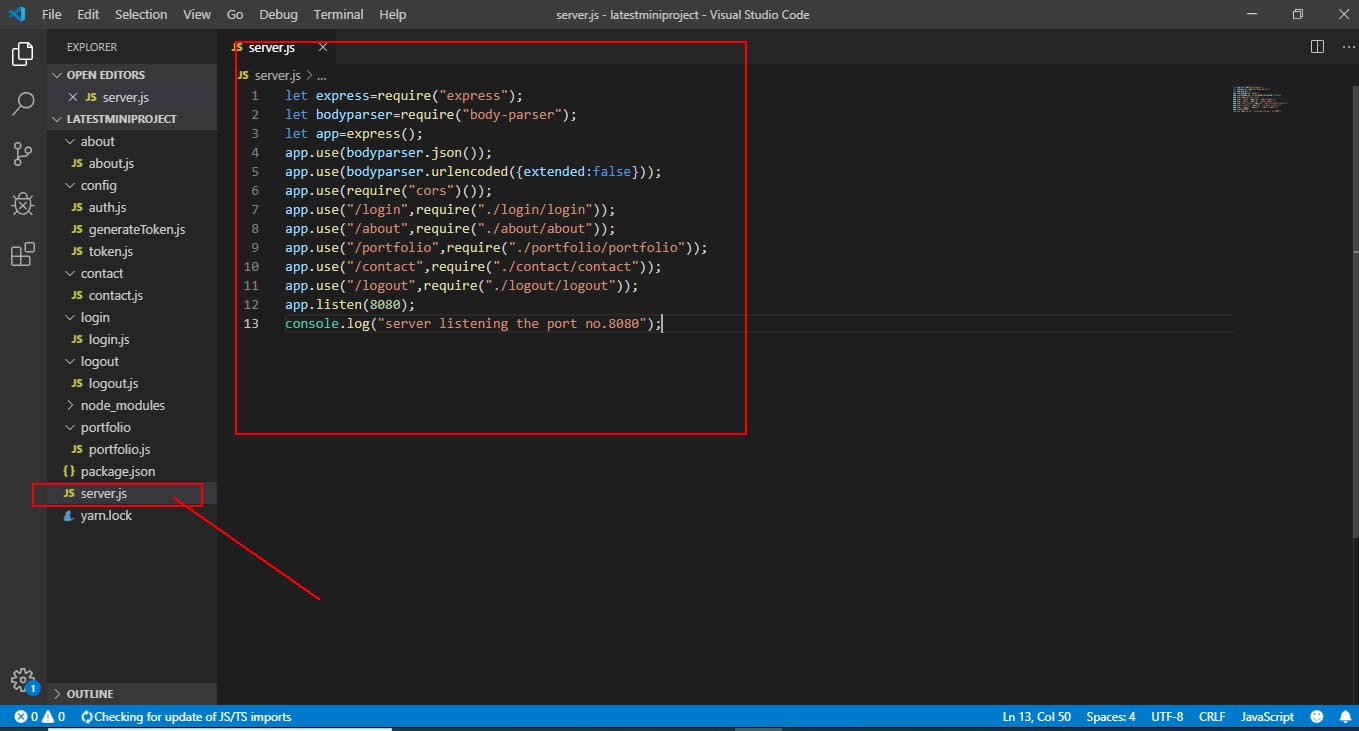 File Edit Selection View Go Debug Terminal Help server.js - latestminiproject - Visual Studio Code
EXPLORER
OPEN EDITORS
JS server.js
LATESTMINIPROJECT
about
JS about.js
config
JS auth.js
JS generateToken.js
JS token.js
contact
JS contact.js
login
JS login.js
logout
JS logout.js
node_modules
portfolio
JS portfolio.js
{} package.json
JS server.js
yarn.lock
OUTLINE
JS server.js
JS server.js > ...
1 let express=require("express");
2 let bodyparser=require("body-parser");
3 let app=express();
4 app.use(bodyparser.json());
5 app.use(bodyparser.urlencoded({extended:false}));
6 app.use(require("cors")());
7 app.use("/login",require("./login/login"));
8 app.use("/about",require("./about/about"));
9 app.use("/portfolio",require("./portfolio/portfolio"));
10 app.use("/contact",require("./contact/contact"));
11 app.use("/logout",require("./logout/logout"));
12 app.listen(8080);
13 console.log("server listening the port no.8080");
1
0 0 Checking for update of JS/TS imports Ln 13, Col 50 Spaces: 4 UTF-8 CRLF JavaScript